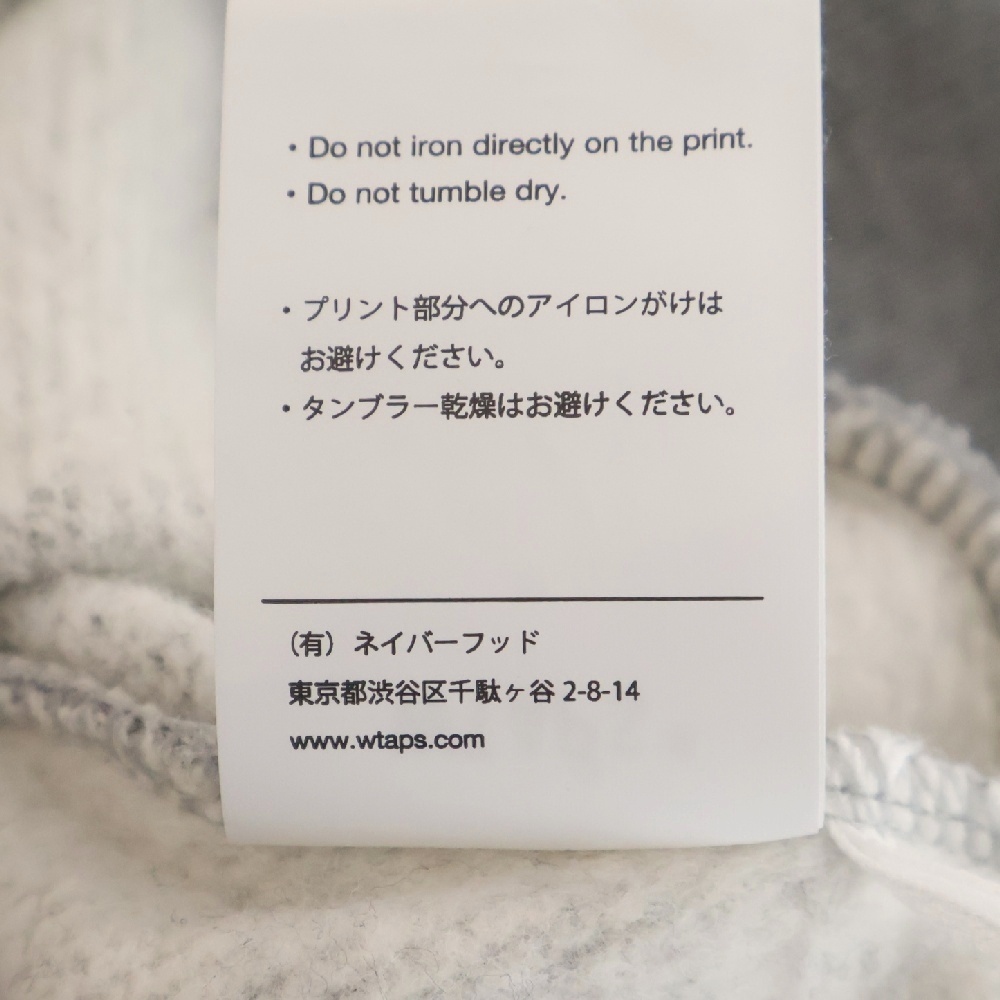 ・Do not iron directly on the print.
・Do not tumble dry.
・プリント部分へのアイロンがけは
お避けください。
・タンブラー乾燥はお避けください。
（有）ネイバーフッド
東京都渋谷区千駄ヶ谷 2-8-14
www.wtaps.com